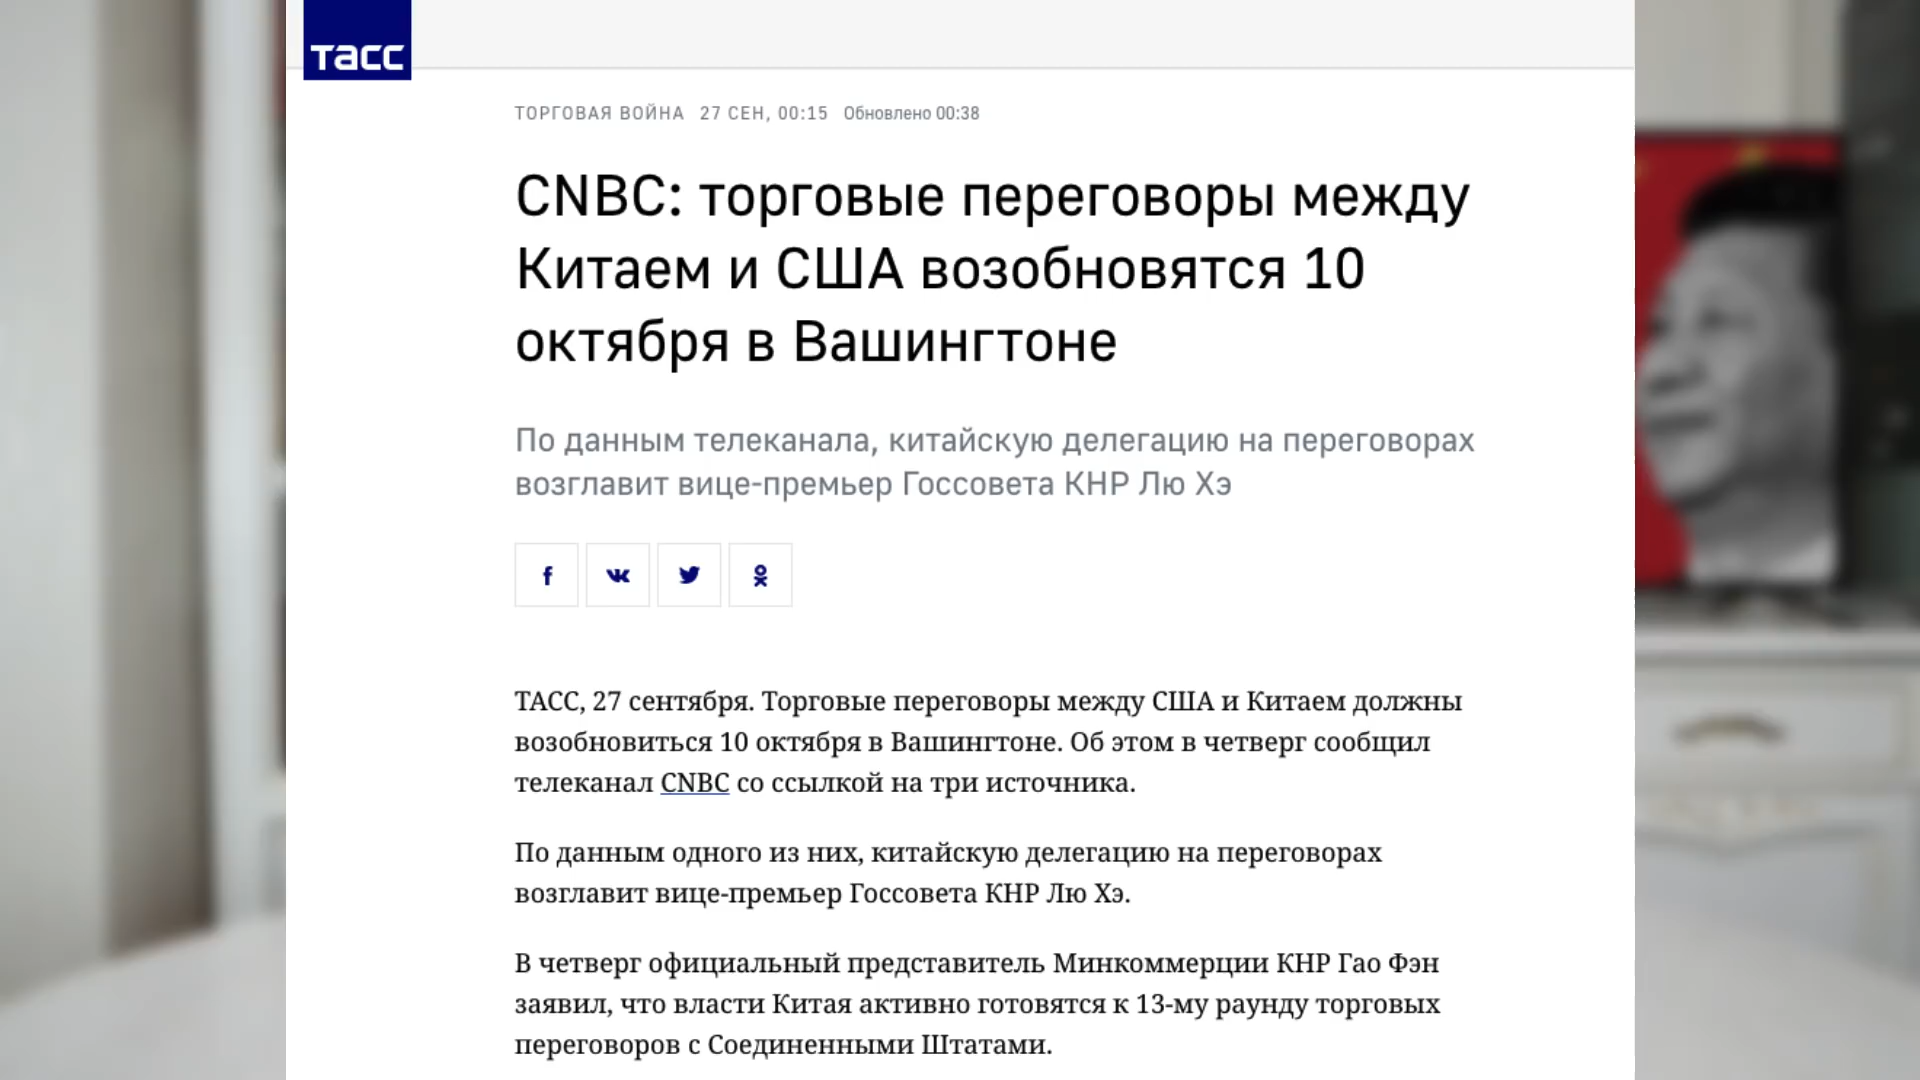 тасс
ТОРГОВАЯ ВОЙНА 27 СЕН, 00:15 Обновлено 00:38
CNBC: торговые переговоры между
Китаем и США возобновятся 10
октября в Вашингтоне
По данным телеканала, китайскую делегацию на переговорах
возглавит вице-премьер Госсовета КНР Лю Хэ
ТАСС, 27 сентября. Торговые переговоры между США и Китаем должны
возобновиться 10 октября в Вашингтоне. Об этом в четверг сообщил
телеканал CNBC со ссылкой на три источника.
По данным одного из них, китайскую делегацию на переговорах
возглавит вице-премьер Госсовета КНР Лю Хэ.
В четверг официальный представитель Минкоммерции КНР Гао Фэн
заявил, что власти Китая активно готовятся к 13-му раунду торговых
переговоров с Соединенными Штатами.